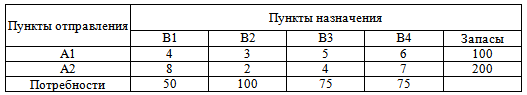 Пункты отправления Пункты назначения
В1 В2 В3 В4 Запасы
А1 4 3 5 6 100
А2 8 2 4 7 200
Потребности 50 100 75 75